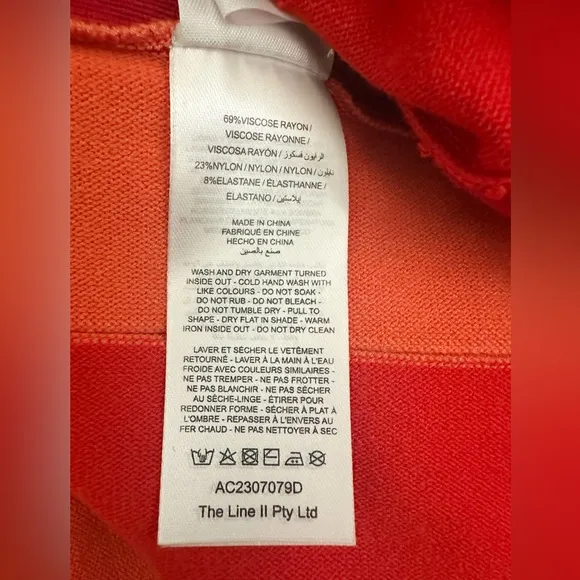 69%VISCOSE RAYON /
VISCOSE RAYONNE /
VISCOSA RAYÓN / الرايون فسكوز
23%NYLON / NYLON / NYLON / نايلون
8%ELASTANE / ÉLASTHANNE /
ELASTANO / إيلاستين
MADE IN CHINA
FABRIQUÉ EN CHINE
HECHO EN CHINA
صنع بالصين
WASH AND DRY GARMENT TURNED
INSIDE OUT - COLD HAND WASH WITH
LIKE COLOURS - DO NOT SOAK -
DO NOT RUB - DO NOT BLEACH -
DO NOT TUMBLE DRY - PULL TO
SHAPE - DRY FLAT IN SHADE - WARM
IRON INSIDE OUT - DO NOT DRY CLEAN
LAVER ET SÉCHER LE VETÊMENT
RETOURNÉ - LAVER À LA MAIN À L'EAU
FROIDE AVEC COULEURS SIMILAIRES -
NE PAS TREMPER - NE PAS FROTTER -
NE PAS BLANCHIR - NE PAS SÉCHER
AU SÈCHE-LINGE - ÉTIRER POUR
REDONNER FORME - SÉCHER À PLAT À
L'OMBRE - REPASSER À L'ENVERS AU
FER CHAUD - NE PAS NETTOYER À SEC
AC2307079D
The Line II Pty Ltd